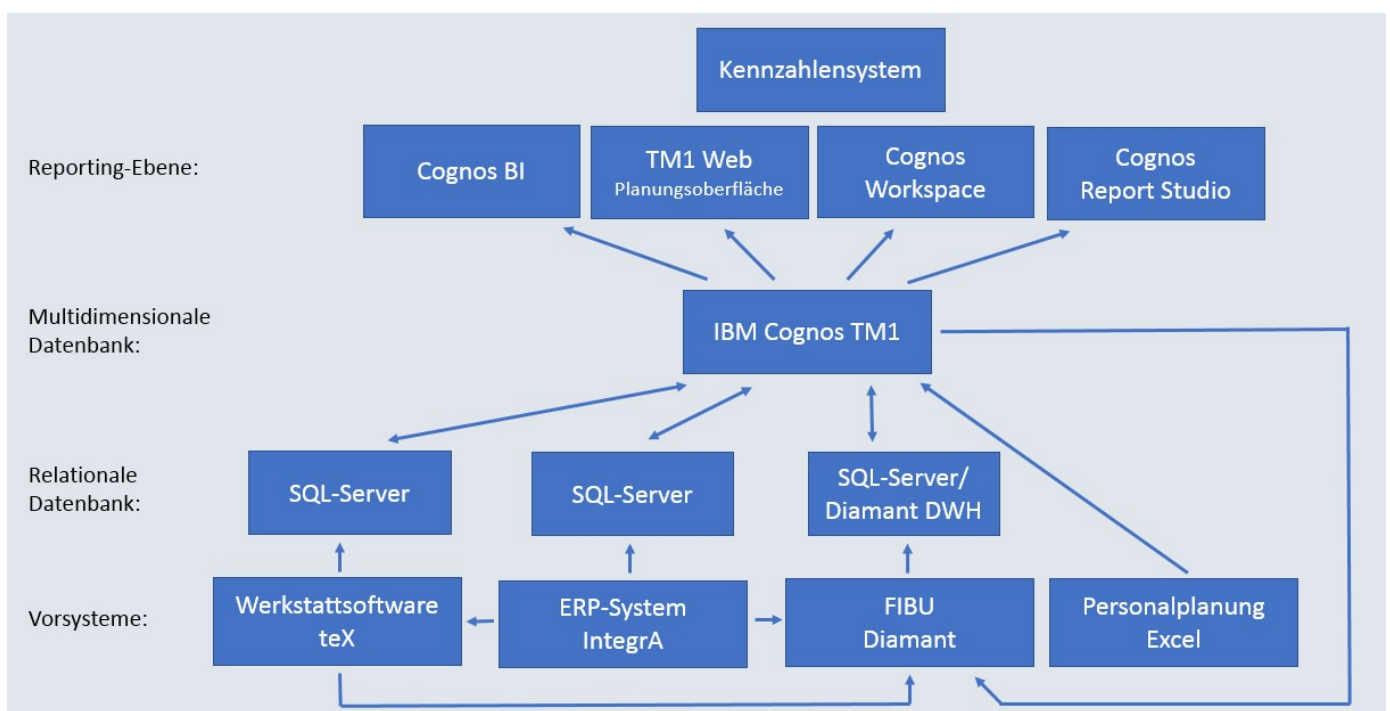 Kennzahlensystem
Reporting-Ebene:
Cognos BI
TM1 Web
Planungsoberfläche
Cognos
Workspace
Cognos
Report Studio
Multidimensionale
Datenbank:
IBM Cognos TM1
Relationale
Datenbank:
SQL-Server
SQL-Server
SQL-Server/
Diamant DWH
Vorsysteme:
Werkstattsoftware
teX
ERP-System
IntegrA
FIBU
Diamant
Personalplanung
Excel